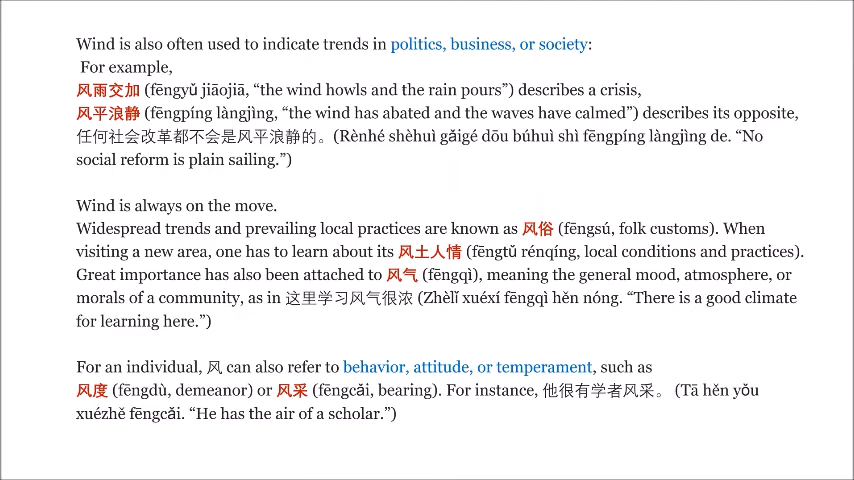 Wind is also often used to indicate trends in politics, business, or society:
For example,
风雨交加 (fēngyǔ jiāojiā, “the wind howls and the rain pours”) describes a crisis,
风平浪静 (fēngpíng làngjìng, “the wind has abated and the waves have calmed”) describes its opposite,
任何社会改革都不会是风平浪静的。(Rènhé shèhuì gǎigé dōu búhuì shì fēngpíng làngjìng de. “No
social reform is plain sailing.”)
Wind is always on the move.
Widespread trends and prevailing local practices are known as 风俗 (fēngsú, folk customs). When
visiting a new area, one has to learn about its 风土人情 (fēngtǔ rénqíng, local conditions and practices).
Great importance has also been attached to 风气 (fēngqì), meaning the general mood, atmosphere, or
morals of a community, as in 这里学习风气很浓 (Zhèlǐ xuéxí fēngqì hěn nóng. “There is a good climate
for learning here.”)
For an individual, 风 can also refer to behavior, attitude, or temperament, such as
风度 (fēngdù, demeanor) or 风采 (fēngcǎi, bearing). For instance, 他很有学者风采。 (Tā hěn yǒu
xuézhě fēngcǎi. “He has the air of a scholar.”)